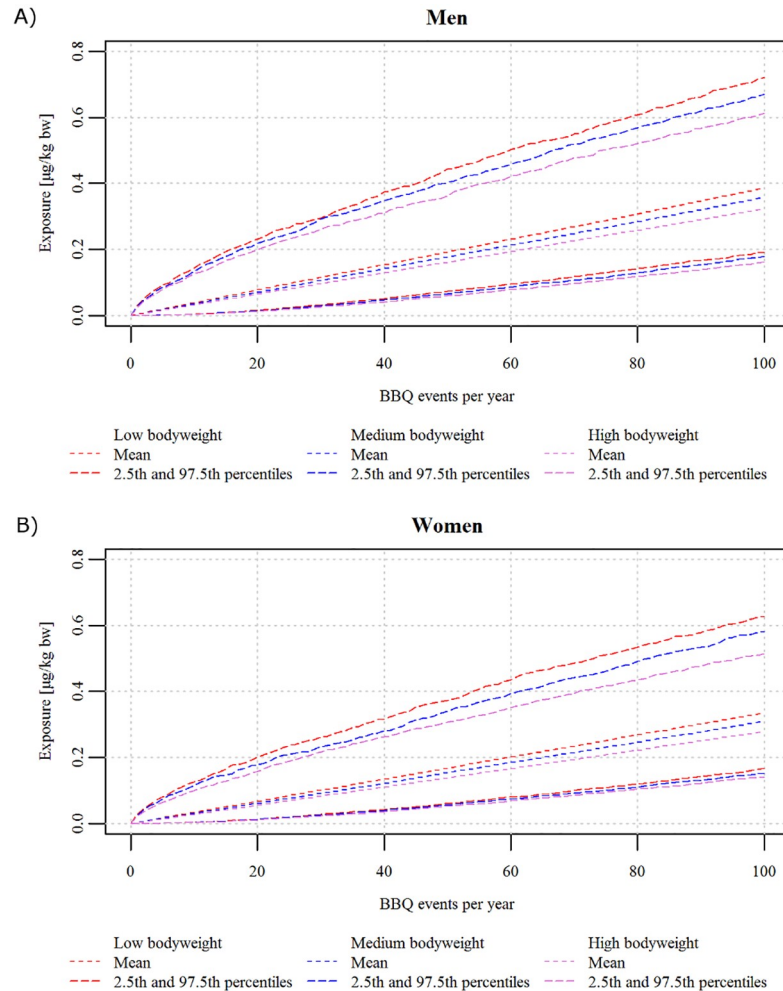 A)
Men
Exposure [µg/kg bw]
0.8
0.6
0.4
0.2
0.0
0 20 40 60 80 100
BBQ events per year
Low bodyweight Medium bodyweight High bodyweight
Mean Mean Mean
2.5th and 97.5th percentiles 2.5th and 97.5th percentiles 2.5th and 97.5th percentiles
B)
Women
Exposure [µg/kg bw]
0.8
0.6
0.4
0.2
0.0
0 20 40 60 80 100
BBQ events per year
Low bodyweight Medium bodyweight High bodyweight
Mean Mean Mean
2.5th and 97.5th percentiles 2.5th and 97.5th percentiles 2.5th and 97.5th percentiles